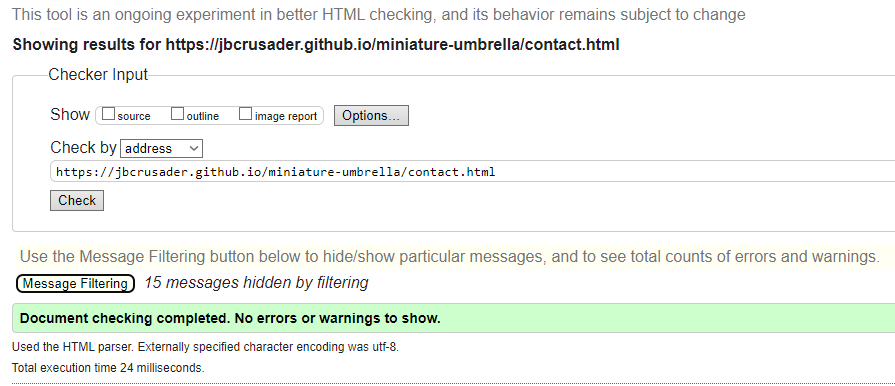 This tool is an ongoing experiment in better HTML checking, and its behavior remains subject to change
Showing results for https://jbcrusader.github.io/miniature-umbrella/contact.html
Checker Input
Show source outline image report Options...
Check by address
https://jbcrusader.github.io/miniature-umbrella/contact.html
Check
Use the Message Filtering button below to hide/show particular messages, and to see total counts of errors and warnings.
Message Filtering 15 messages hidden by filtering
Document checking completed. No errors or warnings to show.
Used the HTML parser. Externally specified character encoding was utf-8.
Total execution time 24 milliseconds.